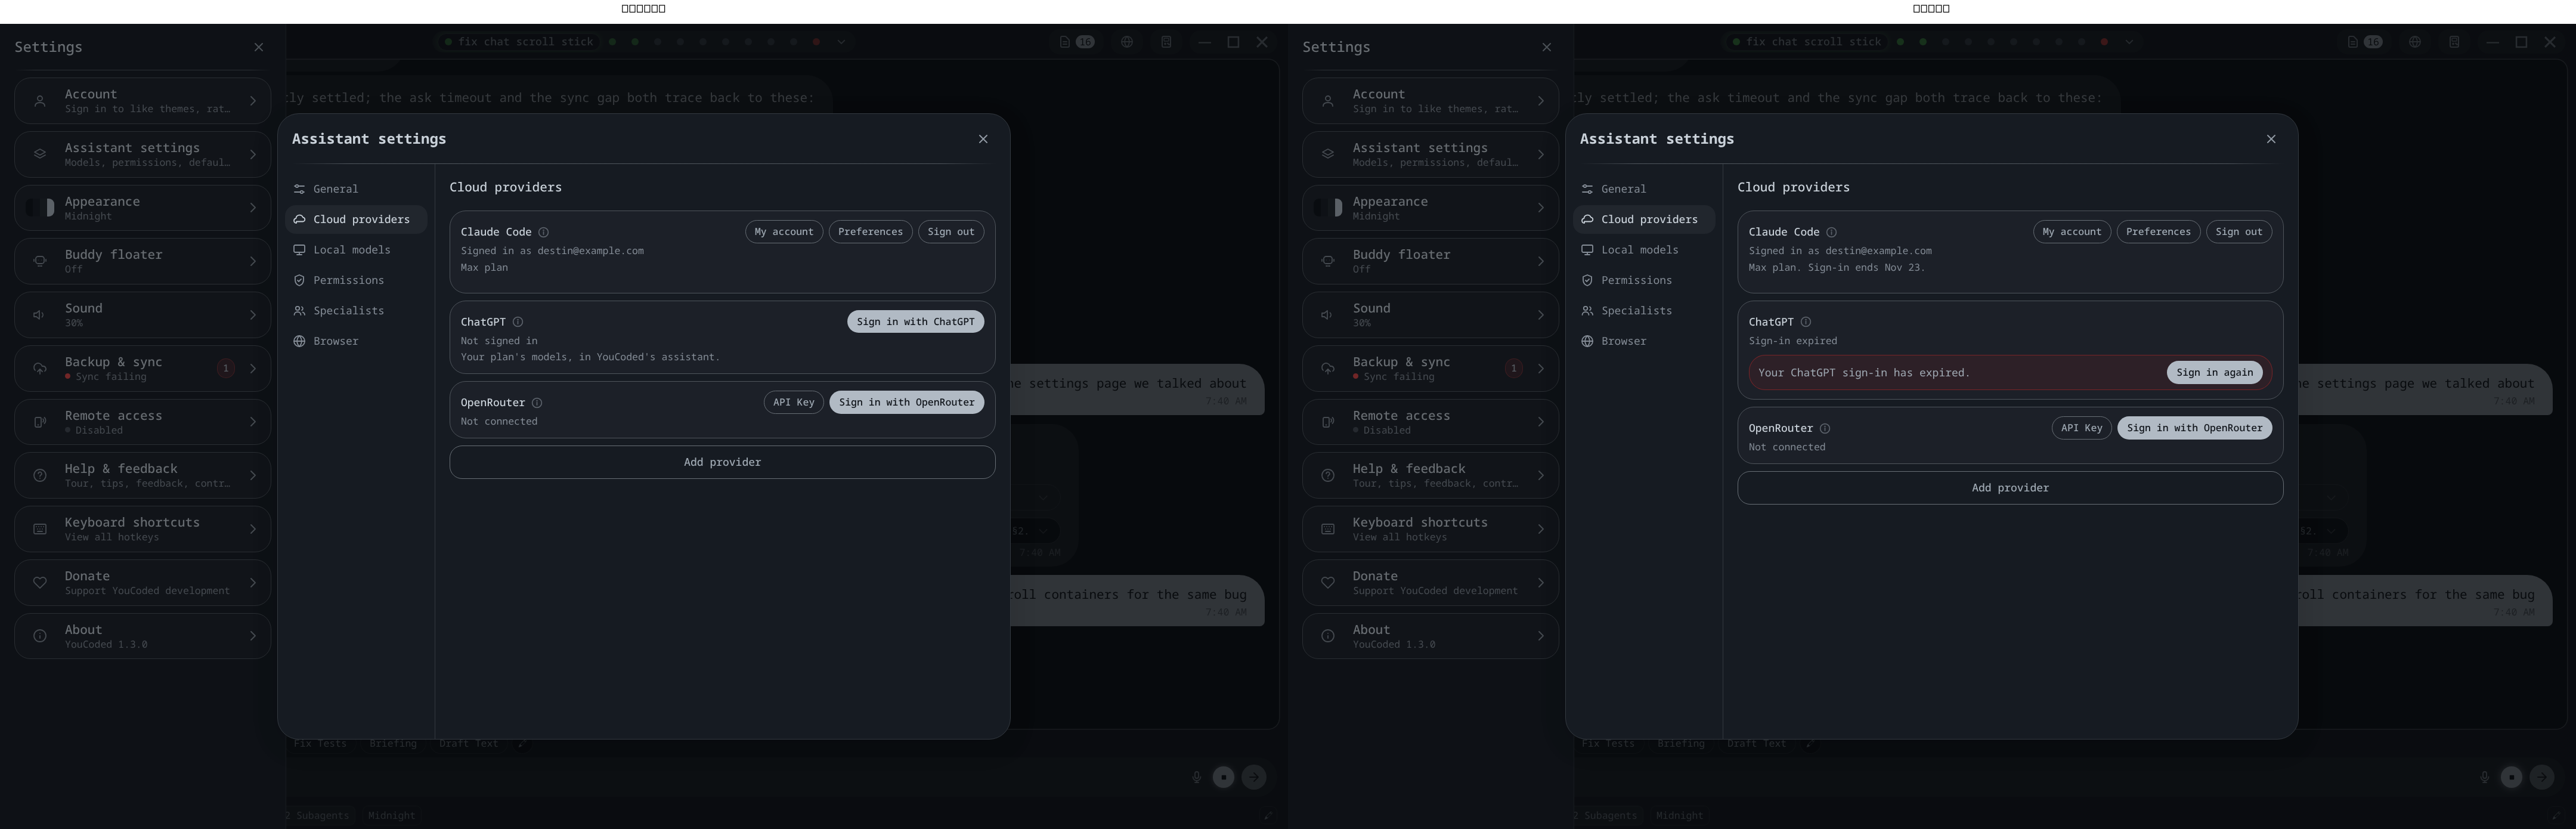 Settings
fix chat scroll stick
16
Account
Sign in to like themes, rat…
Assistant settings
Models, permissions, defaul…
Appearance
Midnight
Buddy floater
Off
Sound
30%
Backup & sync
Sync failing
1
Remote access
Disabled
Help & feedback
Tour, tips, feedback, contr…
Keyboard shortcuts
View all hotkeys
Donate
Support YouCoded development
About
YouCoded 1.3.0
tly settled; the ask timeout and the sync gap both trace back to these:
Assistant settings
General
Cloud providers
Local models
Permissions
Specialists
Browser
Cloud providers
Claude Code
My account
Preferences
Sign out
Signed in as destin@example.com
Max plan
ChatGPT
Sign in with ChatGPT
Not signed in
Your plan's models, in YouCoded's assistant.
OpenRouter
API Key
Sign in with OpenRouter
Not connected
Add provider
e settings page we talked about
7:40 AM
§2.
7:40 AM
roll containers for the same bug
7:40 AM
Fix Tests
Briefing
Draft Text
2 Subagents
Midnight
Settings
fix chat scroll stick
16
Account
Sign in to like themes, rat…
Assistant settings
Models, permissions, defaul…
Appearance
Midnight
Buddy floater
Off
Sound
30%
Backup & sync
Sync failing
1
Remote access
Disabled
Help & feedback
Tour, tips, feedback, contr…
Keyboard shortcuts
View all hotkeys
Donate
Support YouCoded development
About
YouCoded 1.3.0
tly settled; the ask timeout and the sync gap both trace back to these:
Assistant settings
General
Cloud providers
Local models
Permissions
Specialists
Browser
Cloud providers
Claude Code
My account
Preferences
Sign out
Signed in as destin@example.com
Max plan. Sign-in ends Nov 23.
ChatGPT
Sign-in expired
Your ChatGPT sign-in has expired.
Sign in again
OpenRouter
API Key
Sign in with OpenRouter
Not connected
Add provider
e settings page we talked about
7:40 AM
§2.
7:40 AM
oll containers for the same bug
7:40 AM
Fix Tests
Briefing
Draft Text
2 Subagents
Midnight